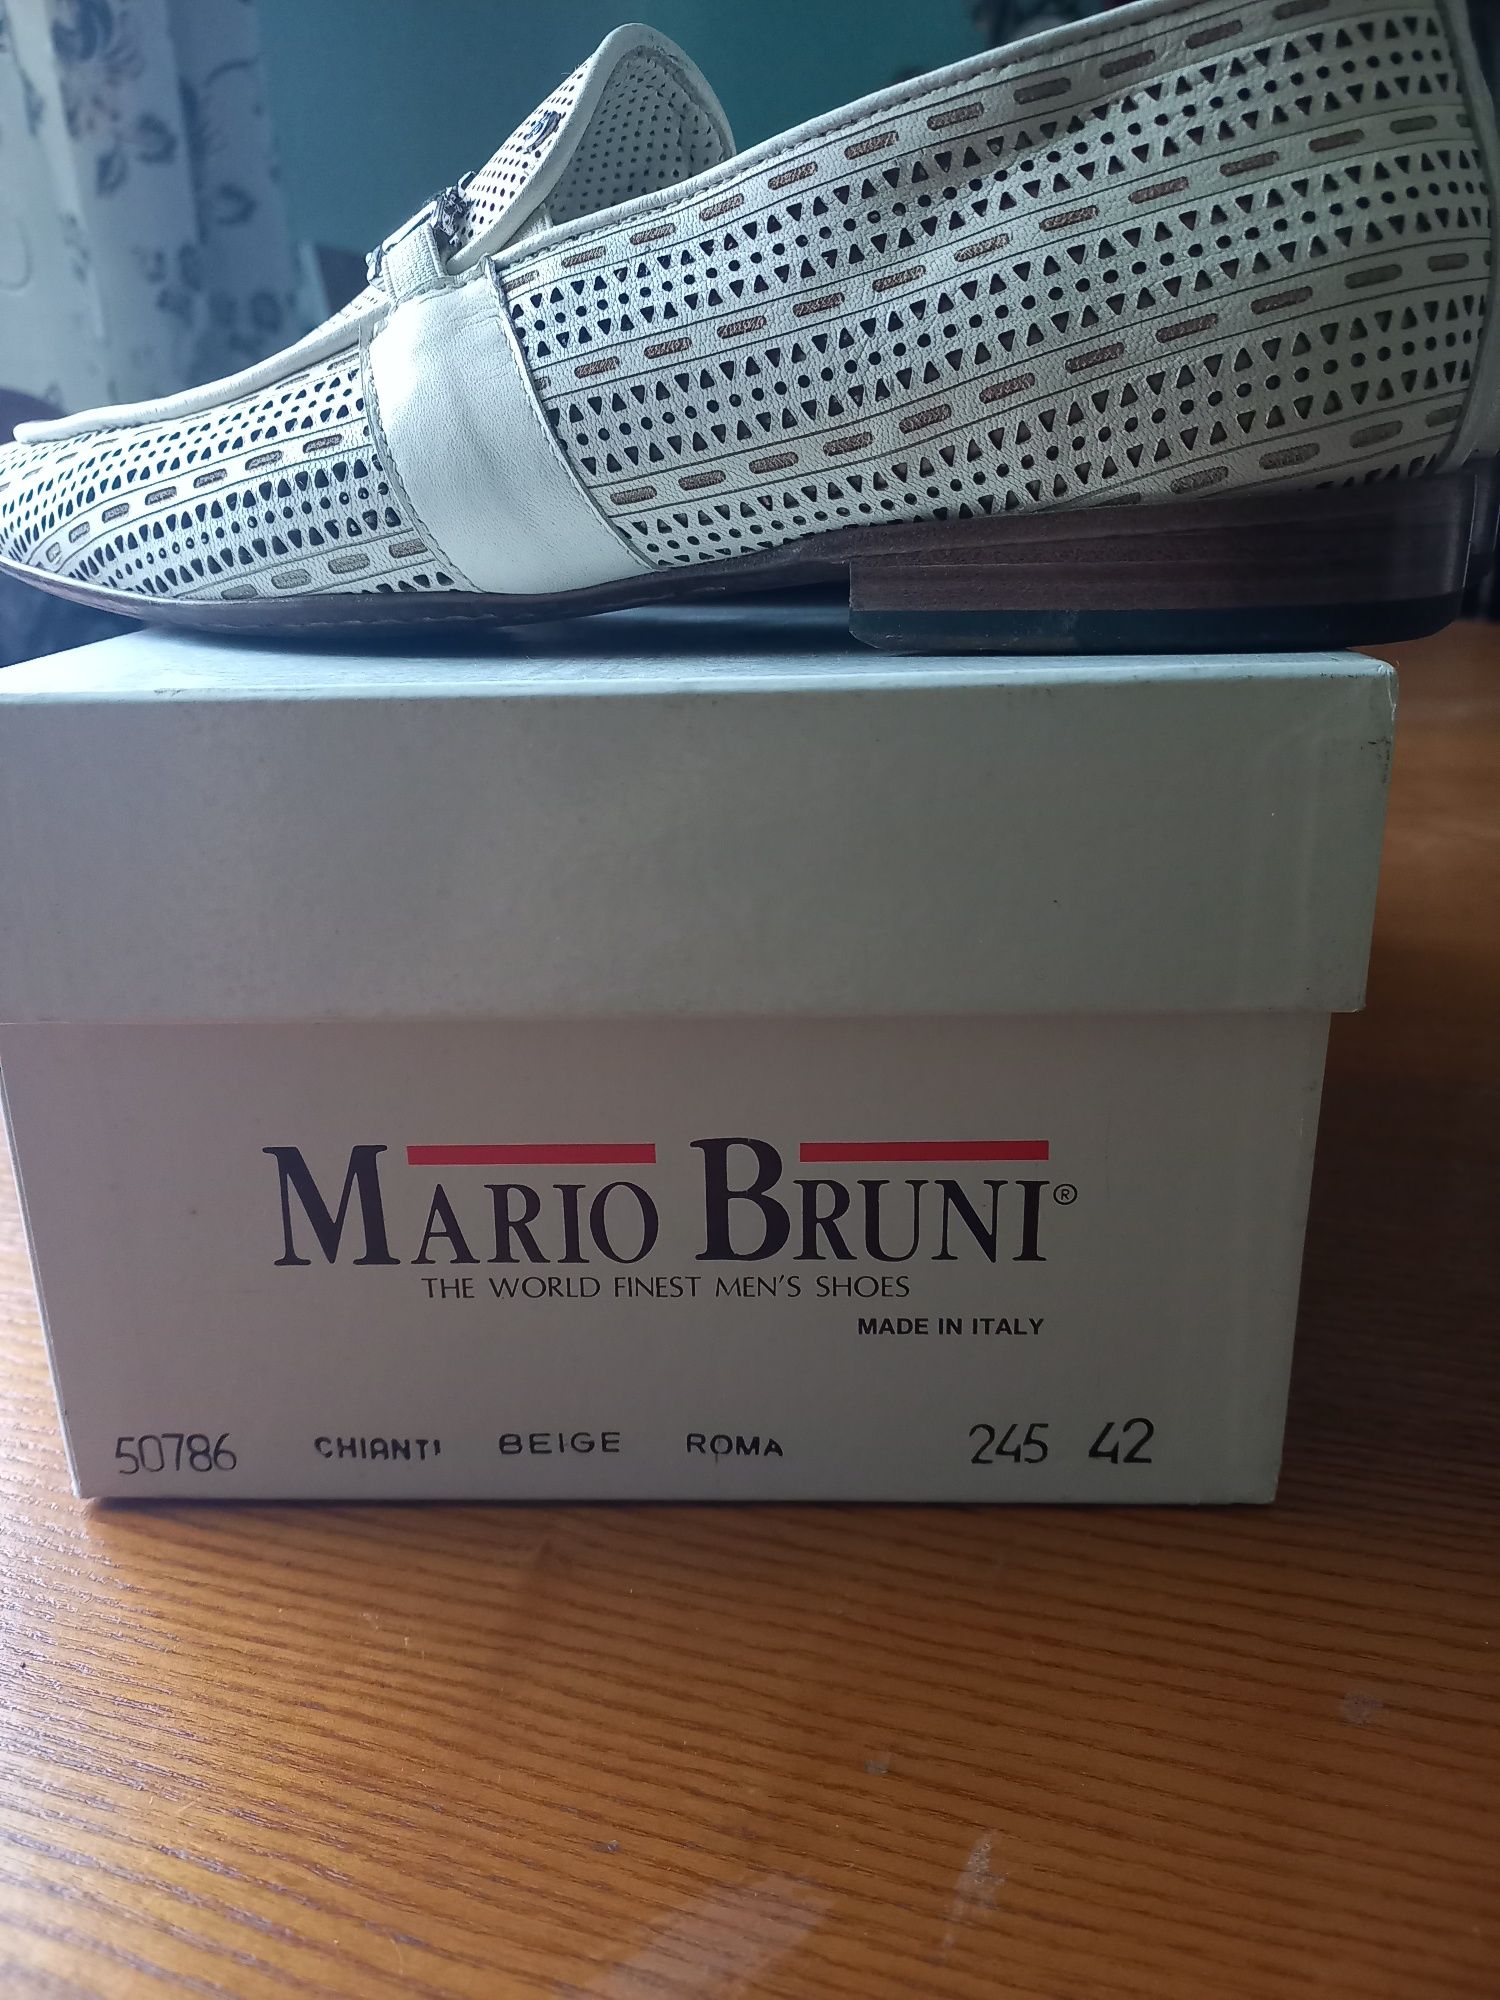 MARIO BRUNI®
THE WORLD FINEST MEN'S SHOES
MADE IN ITALY
50786 CHIANTI BEIGE ROMA 245 42